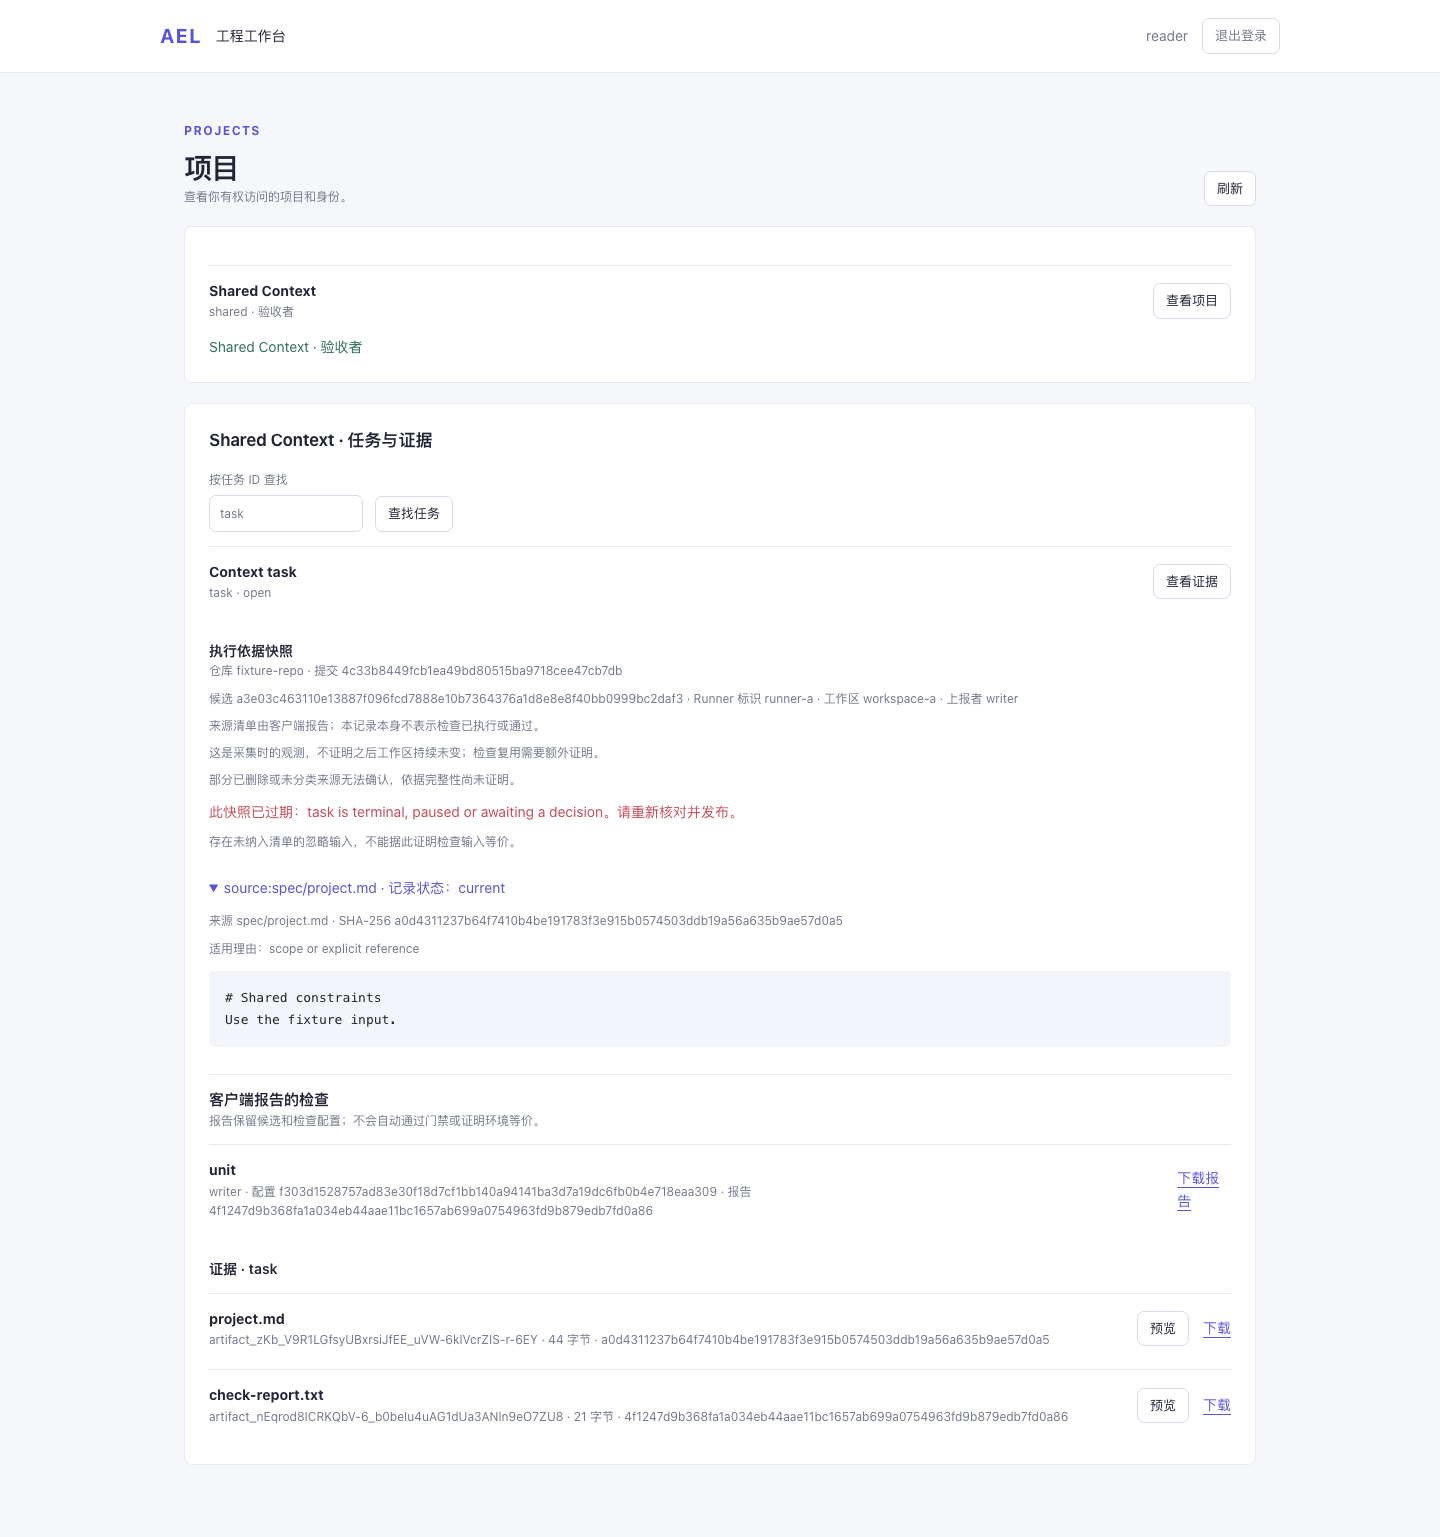 AEL 工程工作台
reader 退出登录
PROJECTS
项目
查看你有权访问的项目和身份。
刷新
Shared Context
shared · 验收者
查看项目
Shared Context · 验收者
Shared Context · 任务与证据
按任务 ID 查找
task 查找任务
Context task
task · open
查看证据
执行依据快照
仓库 fixture-repo · 提交 4c33b8449fcb1ea49bd80515ba9718cee47cb7db
候选 a3e03c463110e13887f096fcd7888e10b7364376a1d8e8e8f40bb0999bc2daf3 · Runner 标识 runner-a · 工作区 workspace-a · 上报者 writer
来源清单由客户端报告；本记录本身不表示检查已执行或通过。
这是采集时的观测，不证明之后工作区持续未变；检查复用需要额外证明。
部分已删除或未分类来源无法确认，依据完整性尚未证明。
此快照已过期：task is terminal, paused or awaiting a decision。请重新核对并发布。
存在未纳入清单的忽略输入，不能据此证明检查输入等价。
▼ source:spec/project.md · 记录状态：current
来源 spec/project.md · SHA-256 a0d4311237b64f7410b4be191783f3e915b0574503ddb19a56a635b9ae57d0a5
适用理由：scope or explicit reference
# Shared constraints
Use the fixture input.
客户端报告的检查
报告保留候选和检查配置；不会自动通过门禁或证明环境等价。
unit
writer · 配置 f303d1528757ad83e30f18d7cf1bb140a94141ba3d7a19dc6fb0b4e718eaa309 · 报告
4f1247d9b368fa1a034eb44aae11bc1657ab699a0754963fd9b879edb7fd0a86
下载报
告
证据 · task
project.md
artifact_zKb_V9R1LGfsyUBxrsiJfEE_uVW-6klVcrZIS-r-6EY · 44 字节 · a0d4311237b64f7410b4be191783f3e915b0574503ddb19a56a635b9ae57d0a5
预览 下载
check-report.txt
artifact_nEqrod8lCRKQbV-6_b0beIu4uAG1dUa3ANln9eO7ZU8 · 21 字节 · 4f1247d9b368fa1a034eb44aae11bc1657ab699a0754963fd9b879edb7fd0a86
预览 下载